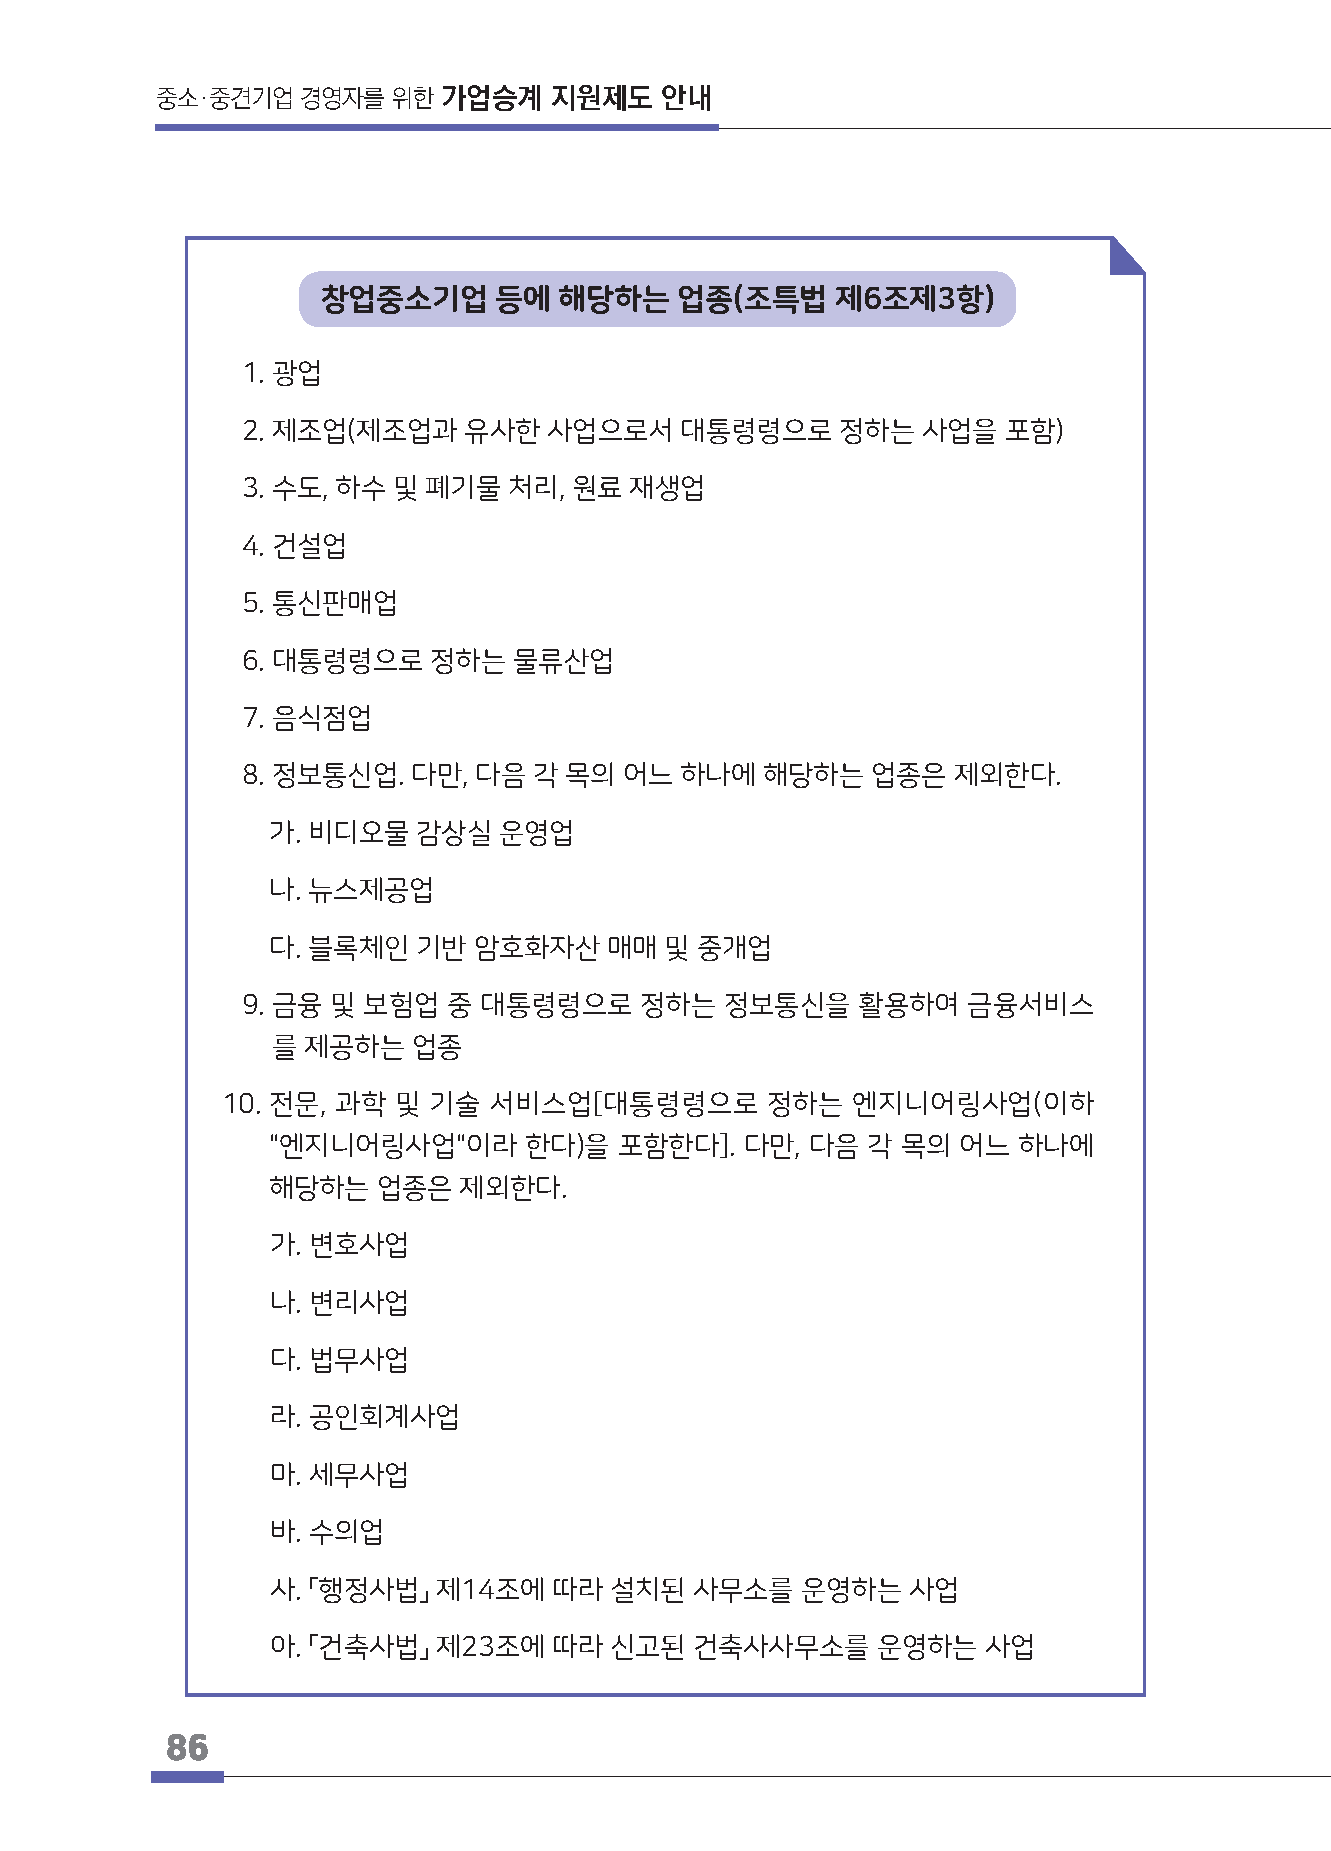 중소·중견기업 경영자를 위한 가업승계 지원제도 안내
창업중소기업 등에 해당하는 업종(조특법 제6조제3항)
1. 광업
2. 제조업(제조업과 유사한 사업으로서 대통령령으로 정하는 사업을 포함)
3. 수도, 하수 및 폐기물 처리, 원료 재생업
4. 건설업
5. 통신판매업
6. 대통령령으로 정하는 물류산업
7. 음식점업
8. 정보통신업. 다만, 다음 각 목의 어느 하나에 해당하는 업종은 제외한다.
가. 비디오물 감상실 운영업
나. 뉴스제공업
다. 블록체인 기반 암호화자산 매매 및 중개업
9. 금융 및 보험업 중 대통령령으로 정하는 정보통신을 활용하여 금융서비스
를 제공하는 업종
10. 전문, 과학 및 기술 서비스업[대통령령으로 정하는 엔지니어링사업(이하
"엔지니어링사업"이라 한다)을 포함한다]. 다만, 다음 각 목의 어느 하나에
해당하는 업종은 제외한다.
가. 변호사업
나. 변리사업
다. 법무사업
라. 공인회계사업
마. 세무사업
바. 수의업
사. 「행정사법」 제14조에 따라 설치된 사무소를 운영하는 사업
아. 「건축사법」 제23조에 따라 신고된 건축사사무소를 운영하는 사업
86